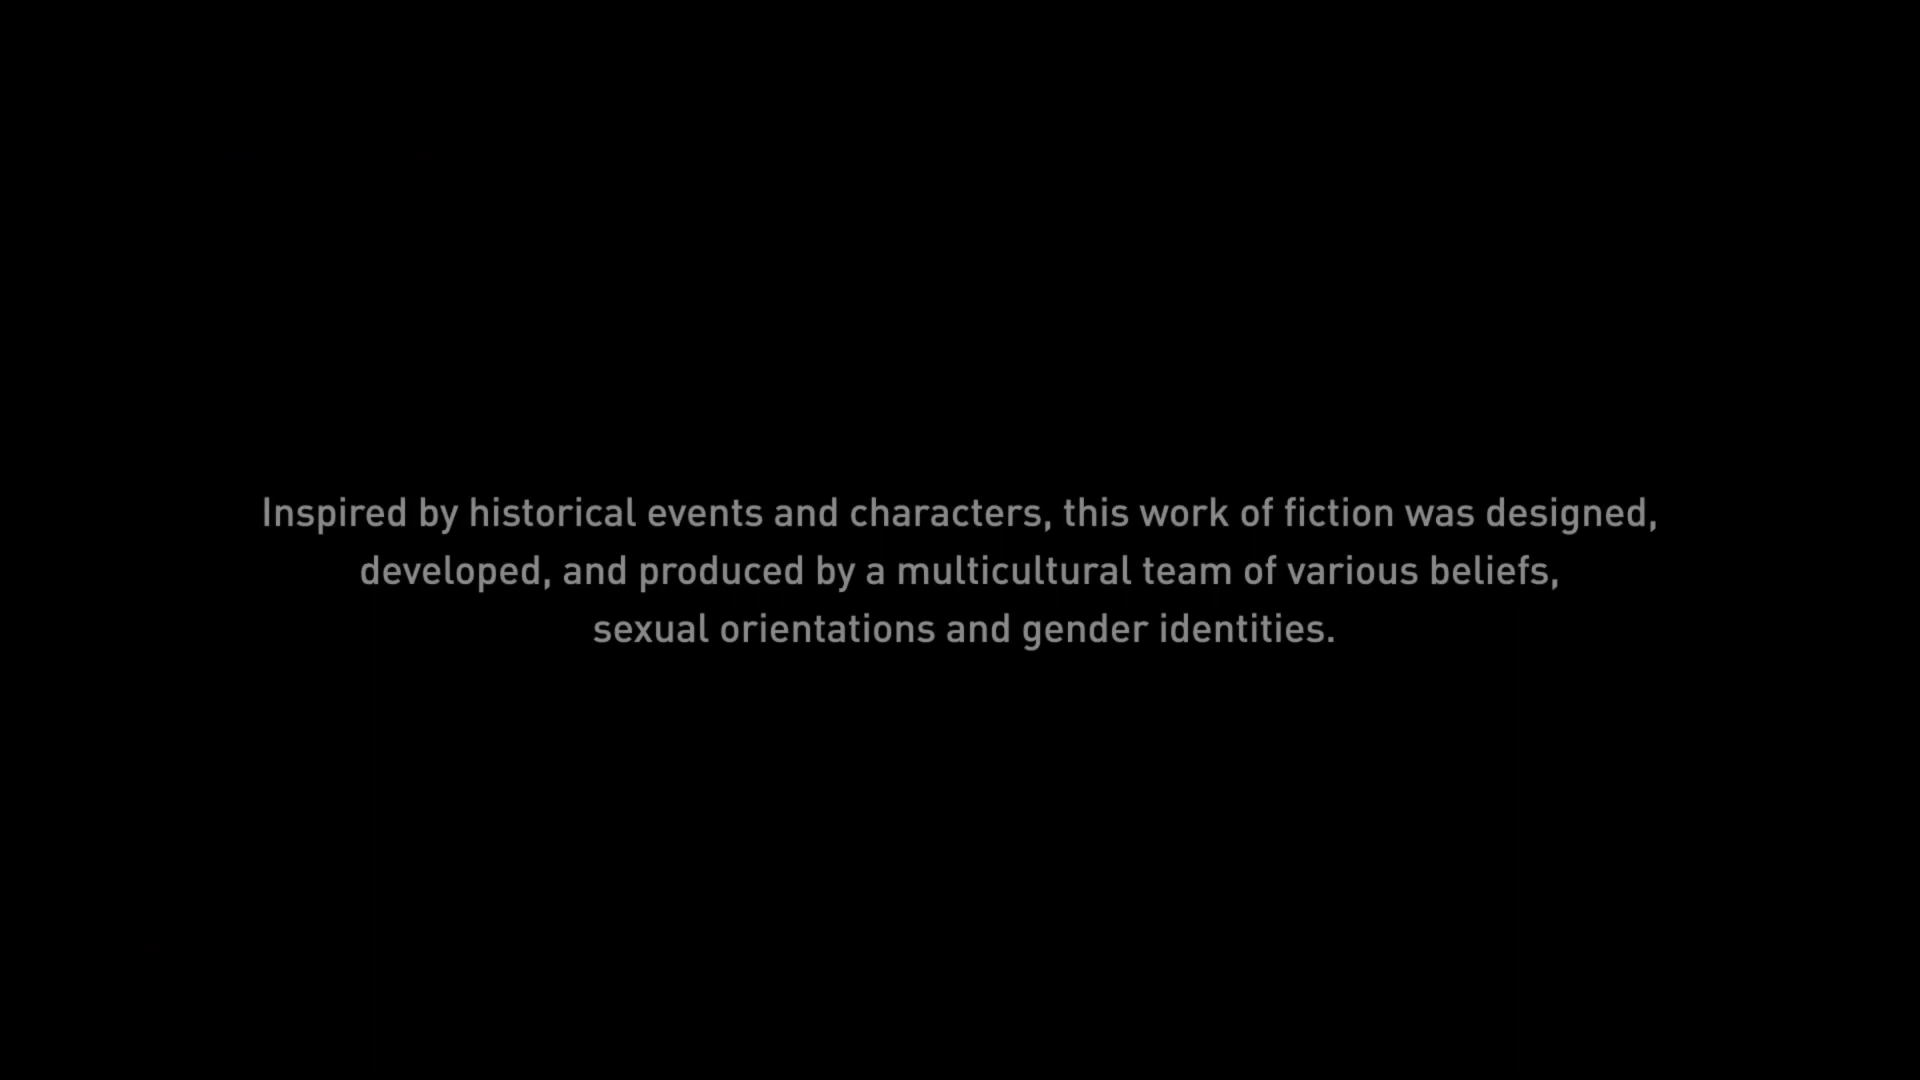 Inspired by historical events and characters, this work of fiction was designed,
developed, and produced by a multicultural team of various beliefs,
sexual orientations and gender identities.